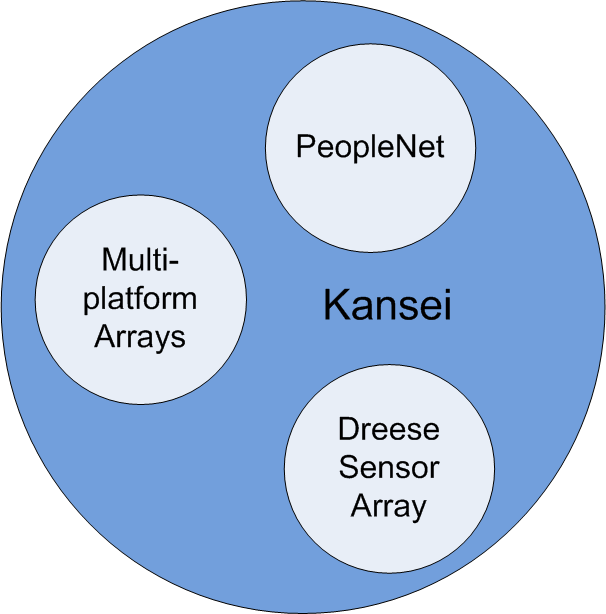 PeopleNet
Multi-
platform
Arrays
Kansei
Dreese
Sensor
Array